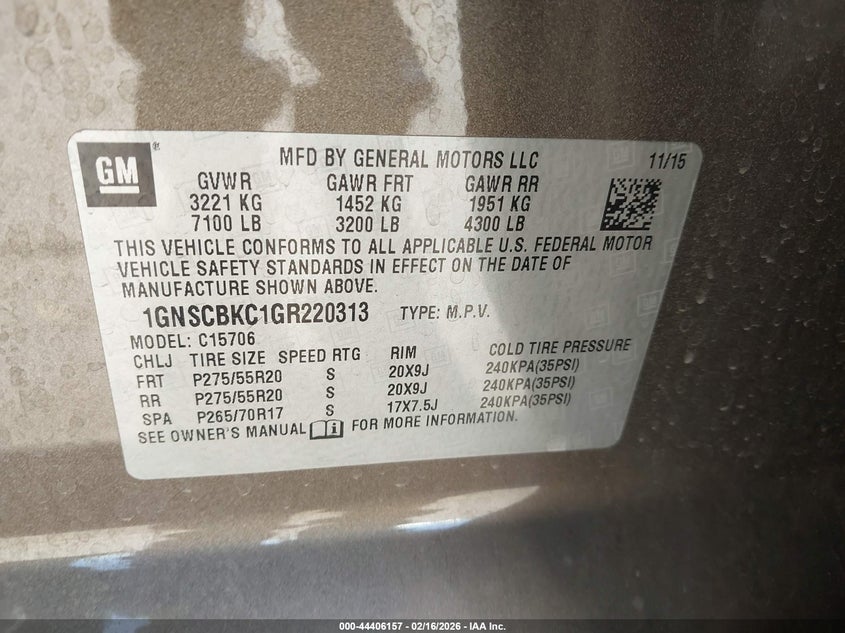 GM
MFD BY GENERAL MOTORS LLC 11/15
GVWR GAWR FRT GAWR RR
3221 KG 1452 KG 1951 KG
7100 LB 3200 LB 4300 LB
THIS VEHICLE CONFORMS TO ALL APPLICABLE U.S. FEDERAL MOTOR
VEHICLE SAFETY STANDARDS IN EFFECT ON THE DATE OF
MANUFACTURE SHOWN ABOVE.
1GNSCBKC1GR220313 TYPE: M.P.V.
MODEL: C15706
CHLJ TIRE SIZE SPEED RTG RIM COLD TIRE PRESSURE
FRT P275/55R20 S 20X9J 240KPA(35PSI)
RR P275/55R20 S 20X9J 240KPA(35PSI)
SPA P265/70R17 S 17X7.5J 240KPA(35PSI)
SEE OWNER'S MANUAL FOR MORE INFORMATION.
000-44406157 - 02/16/2026 - IAA Inc.